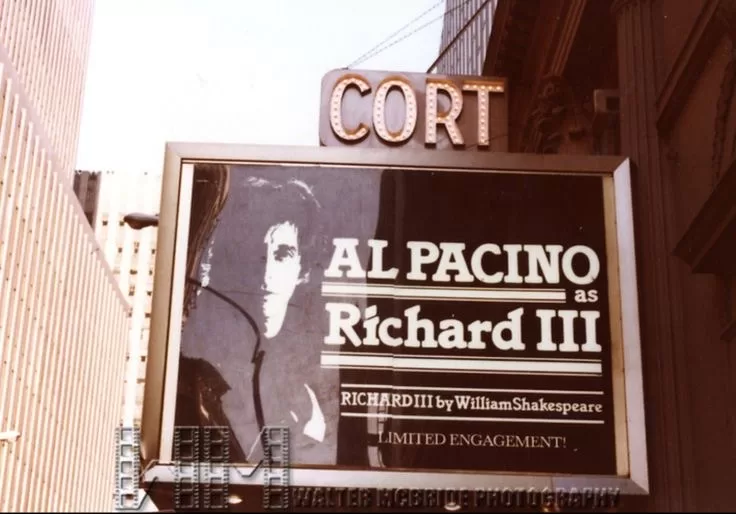 CORT
AL PACINO
as
Richard III
RICHARD III by William Shakespeare
LIMITED ENGAGEMENT!
WALTER MCBRIDE PHOTOGRAPHY